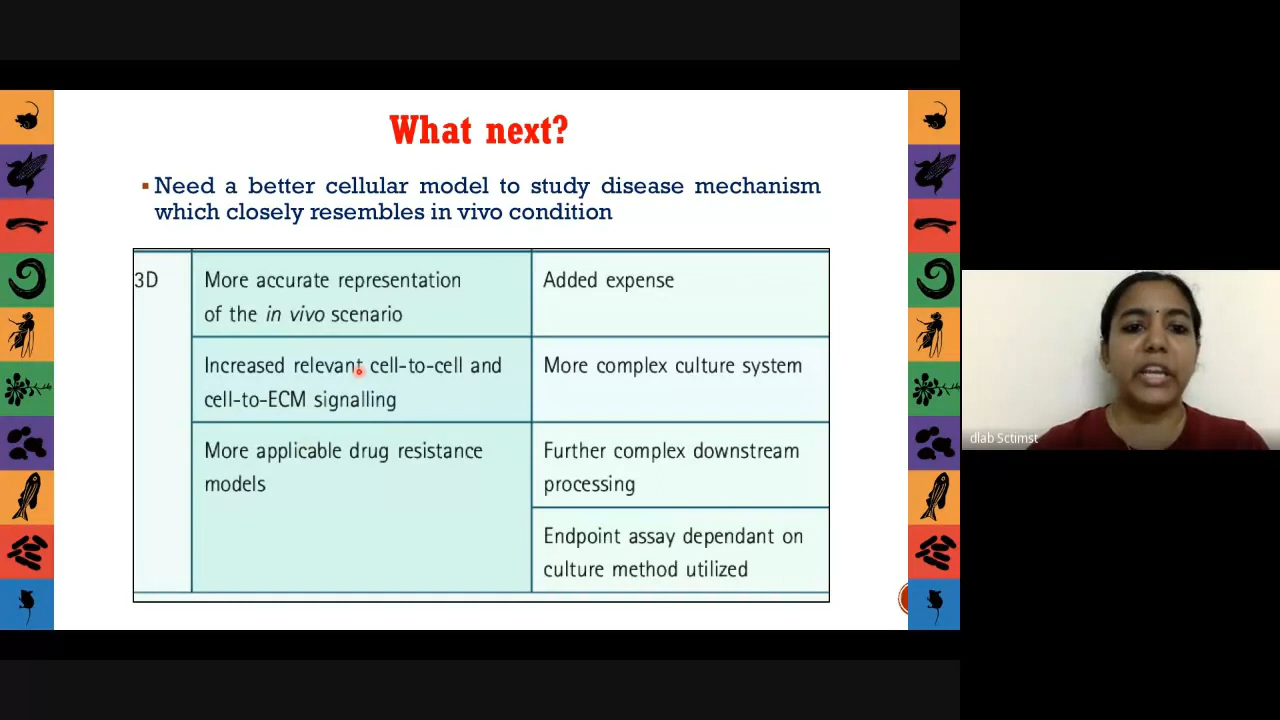 What next?
▪ Need a better cellular model to study disease mechanism
which closely resembles in vivo condition
3D
More accurate representation
of the in vivo scenario
Added expense
Increased relevant cell-to-cell and
cell-to-ECM signalling
More complex culture system
More applicable drug resistance
models
Further complex downstream
processing
Endpoint assay dependant on
culture method utilized
dlab Sctimst